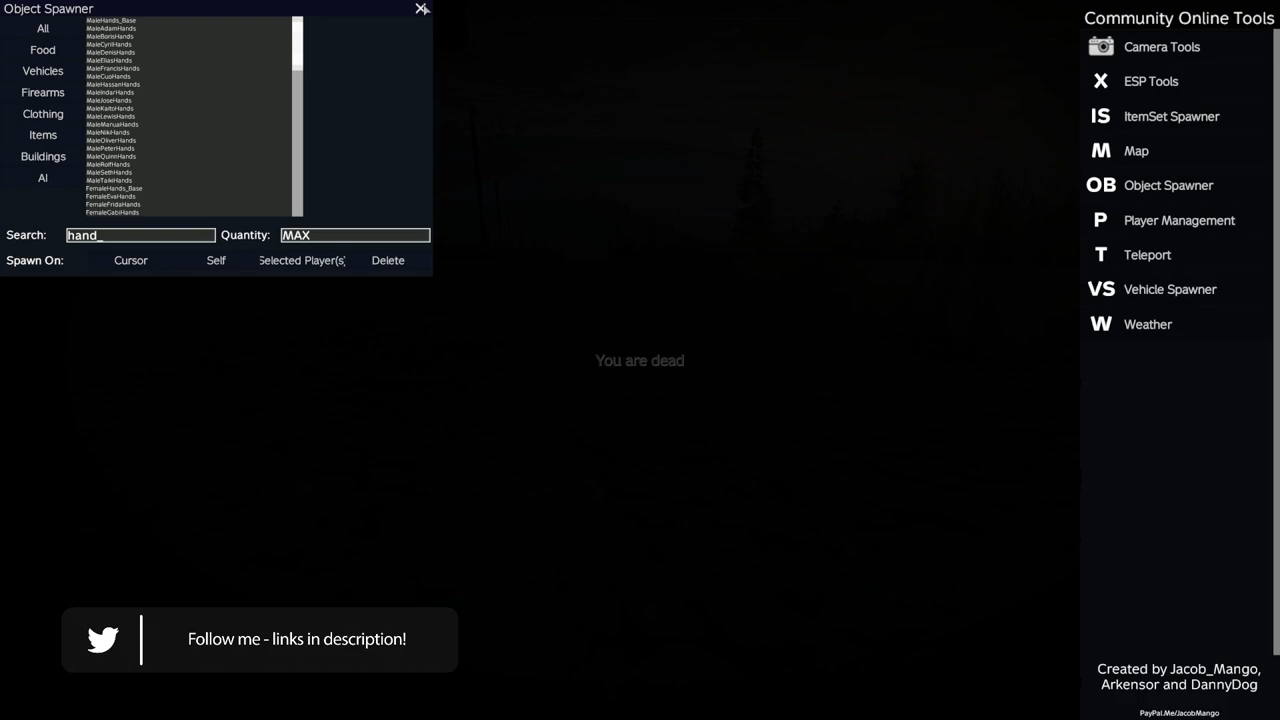 Object Spawner
All
Food
Vehicles
Firearms
Clothing
Items
Buildings
AI
MaleHands_Base
MaleAdamHands
MaleBorisHands
MaleCyrilHands
MaleDenisHands
MaleEliasHands
MaleFrancisHands
MaleGuoHands
MaleHassanHands
MaleIndarHands
MaleJoseHands
MaleKaitoHands
MaleLewisHands
MaleManuaHands
MaleNikiHands
MaleOliverHands
MalePeterHands
MaleQuinnHands
MaleRolfHands
MaleSethHands
MaleTaikiHands
FemaleHands_Base
FemaleEvaHands
FemaleFridaHands
FemaleGabiHands
Search: hand_ Quantity: MAX
Spawn On: Cursor Self Selected Player(s) Delete
You are dead
Follow me - links in description!
Community Online Tools
Camera Tools
X ESP Tools
IS ItemSet Spawner
M Map
OB Object Spawner
P Player Management
T Teleport
VS Vehicle Spawner
W Weather
Created by Jacob_Mango,
Arkensor and DannyDog
PayPal.Me/JacobMango